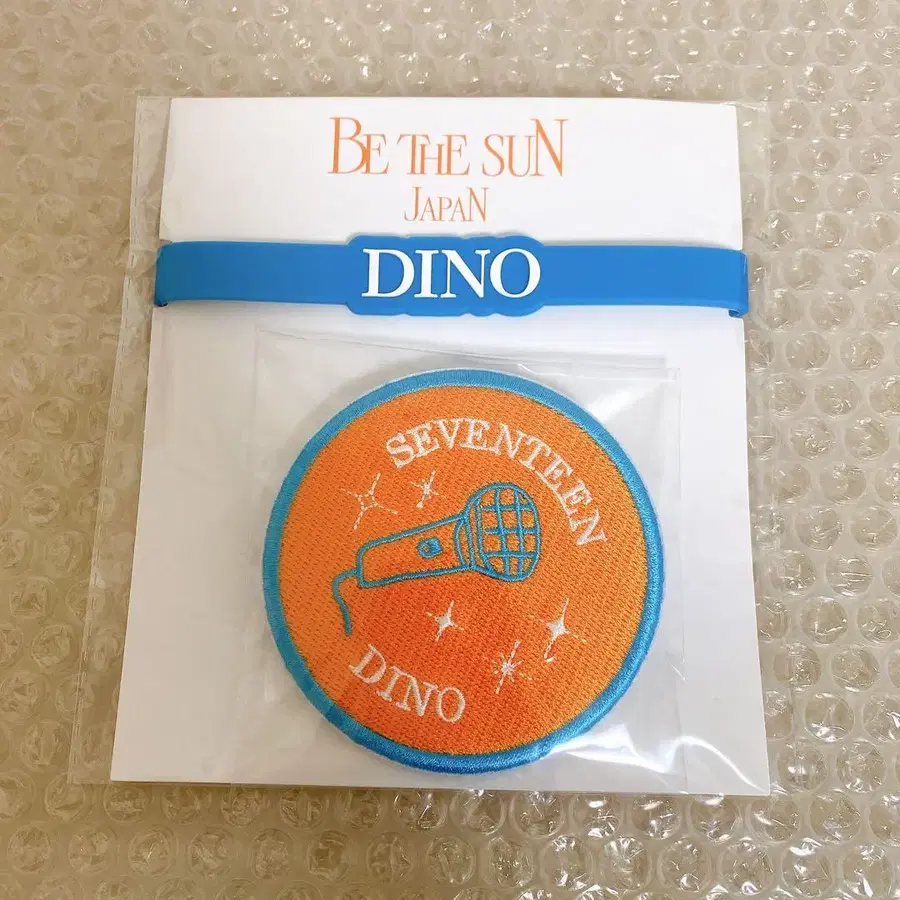 BE THE SUN
JAPAN
DINO
SEVENTEEN
DINO